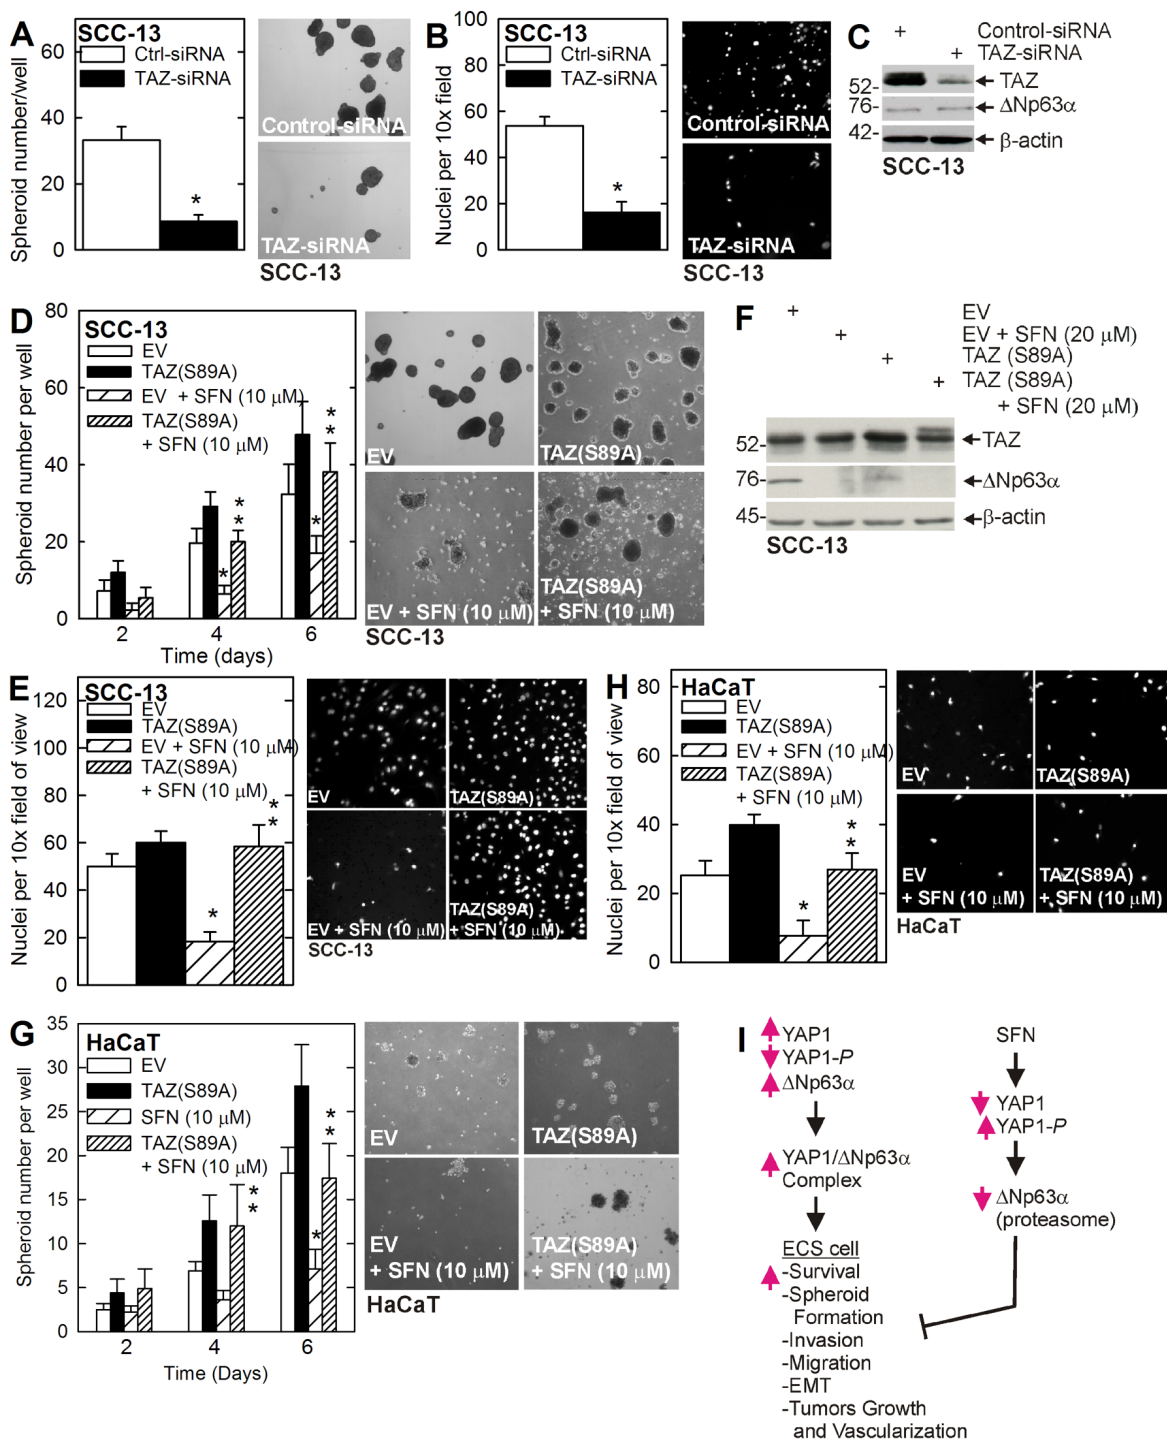 A
SCC-13
Ctrl-siRNA
TAZ-siRNA
Spheroid number/well
60
40
20
0
*
Control-siRNA
TAZ-siRNA
SCC-13
B
SCC-13
Ctrl-siRNA
TAZ-siRNA
Nuclei per 10x field
100
80
60
40
20
0
*
Control-siRNA
TAZ-siRNA
SCC-13
C
+ Control-siRNA
+ TAZ-siRNA
52- TAZ
76- ΔNp63α
42- β-actin
SCC-13
D
SCC-13
EV
TAZ(S89A)
EV + SFN (10 μM)
TAZ(S89A)
+ SFN (10 μM)
Spheroid number per well
80
60
40
20
0
*
*
*
*
*
*
2 4 6
Time (days)
EV
TAZ(S89A)
EV + SFN (10 μM)
TAZ(S89A)
+ SFN (10 μM)
SCC-13
F
+ EV
+ EV + SFN (20 μM)
+ TAZ (S89A)
+ TAZ (S89A)
+ SFN (20 μM)
52- TAZ
76- ΔNp63α
45- β-actin
SCC-13
E
SCC-13
EV
TAZ(S89A)
EV + SFN (10 μM)
TAZ(S89A)
+ SFN (10 μM)
Nuclei per 10x field of view
120
100
80
60
40
20
0
*
*
*
EV
TAZ(S89A)
EV + SFN (10 μM)
TAZ(S89A)
+ SFN (10 μM)
SCC-13
H
HaCaT
EV
TAZ(S89A)
EV + SFN (10 μM)
TAZ(S89A)
+ SFN (10 μM)
Nuclei per 10x field of view
80
60
40
20
0
*
*
*
EV
TAZ(S89A)
EV
+ SFN (10 μM)
TAZ(S89A)
+ SFN (10 μM)
HaCaT
G
HaCaT
EV
TAZ(S89A)
SFN (10 μM)
TAZ(S89A)
+ SFN (10 μM)
Spheroid number per well
35
30
25
20
15
10
5
0
*
*
*
*
*
2 4 6
Time (Days)
EV
TAZ(S89A)
EV
+ SFN (10 μM)
TAZ(S89A)
+ SFN (10 μM)
HaCaT
I
YAP1
YAP1-P
ΔNp63α
YAP1/ΔNp63α
Complex
ECS cell
-Survival
-Spheroid
Formation
-Invasion
-Migration
-EMT
-Tumors Growth
and Vascularization
SFN
YAP1
YAP1-P
ΔNp63α
(proteasome)